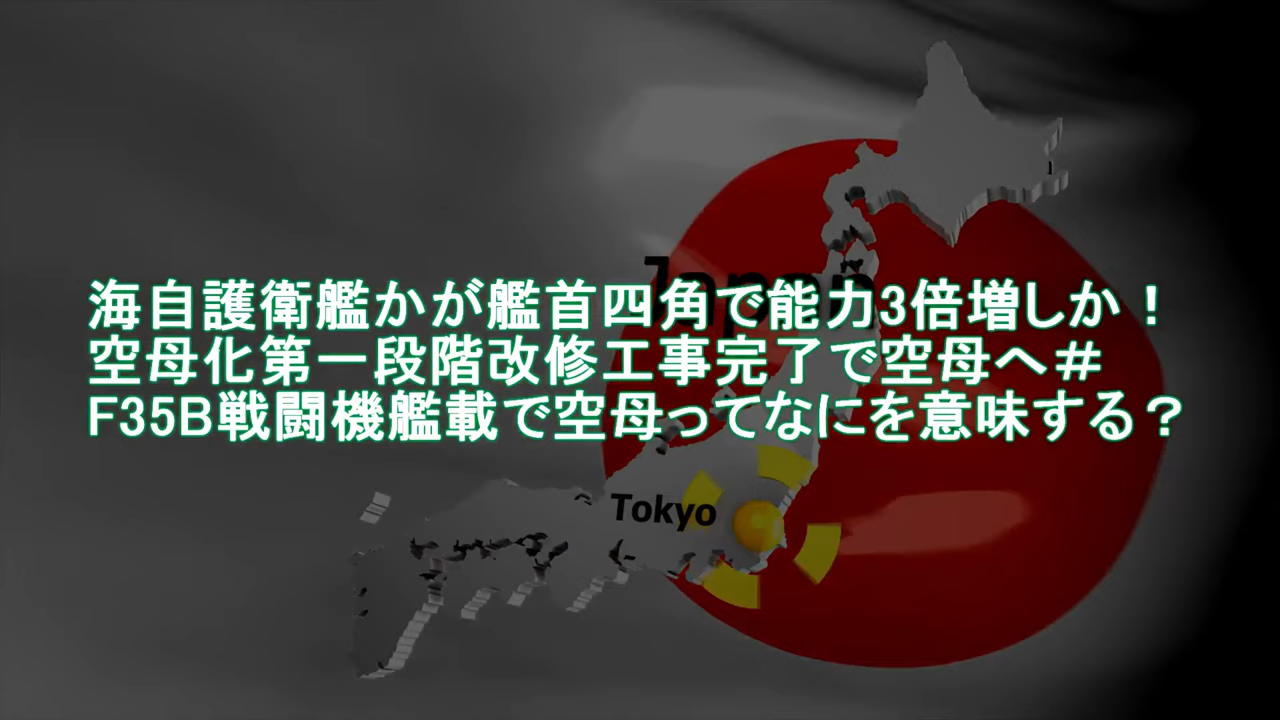 Japan
海自護衛艦かが艦首四角で能力3倍増しか！
空母化第一段階改修工事完了で空母へ＃
F35B戦闘機艦載で空母ってなにを意味する？
Tokyo